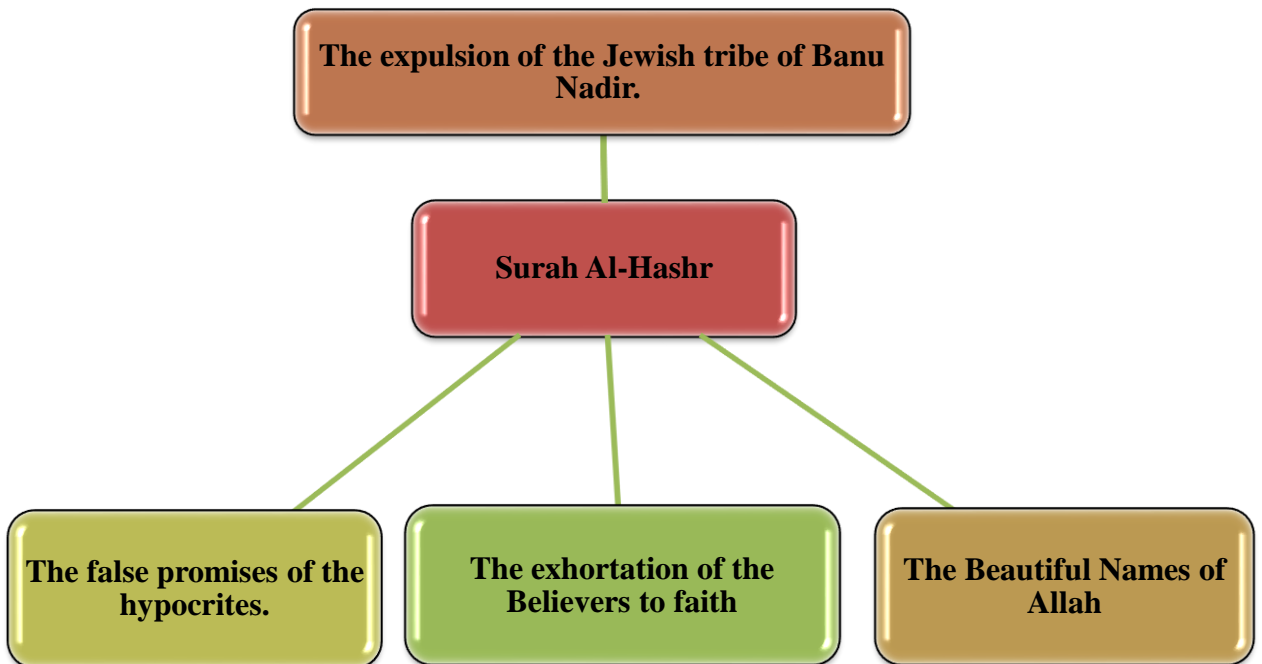 The expulsion of the Jewish tribe of Banu
Nadir.
Surah Al-Hashr
The false promises of the
hypocrites.
The exhortation of the
Believers to faith
The Beautiful Names of
Allah